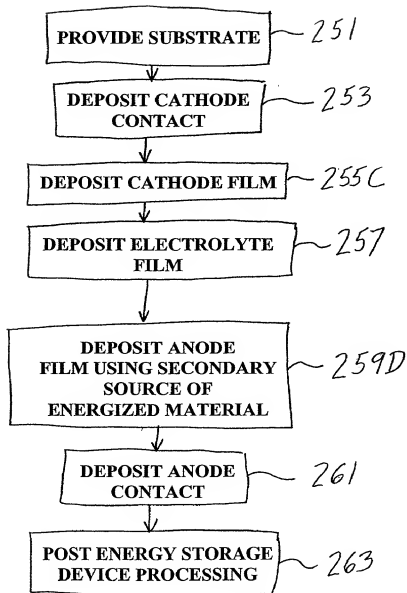 PROVIDE SUBSTRATE 251
DEPOSIT CATHODE
CONTACT 253
DEPOSIT CATHODE FILM 255C
DEPOSIT ELECTROLYTE
FILM 257
DEPOSIT ANODE
FILM USING SECONDARY
SOURCE OF
ENERGIZED MATERIAL 259D
DEPOSIT ANODE
CONTACT 261
POST ENERGY STORAGE
DEVICE PROCESSING 263